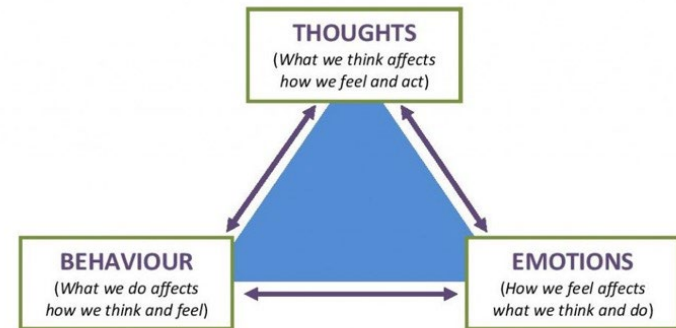 THOUGHTS
(What we think affects
how we feel and act)
BEHAVIOUR
(What we do affects
how we think and feel)
EMOTIONS
(How we feel affects
what we think and do)